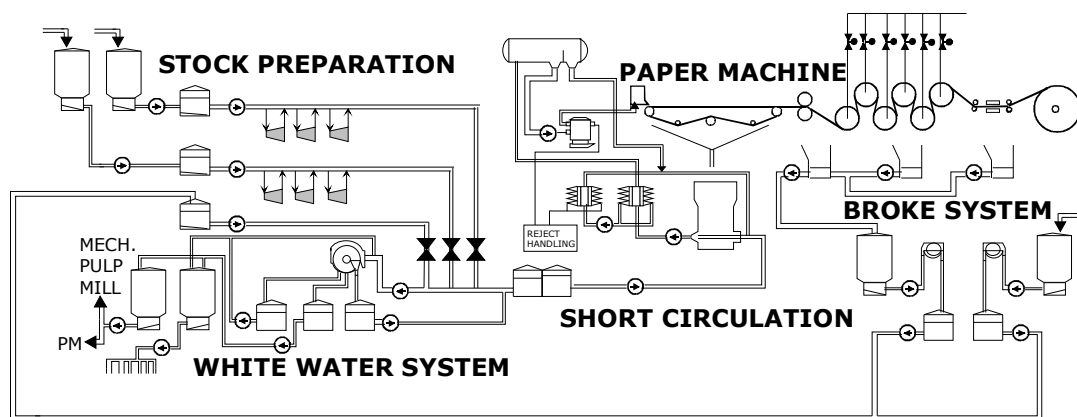 STOCK PREPARATION
PAPER MACHINE
BROKE SYSTEM
REJECT
HANDLING
MECH.
PULP
MILL
PM
SHORT CIRCULATION
WHITE WATER SYSTEM